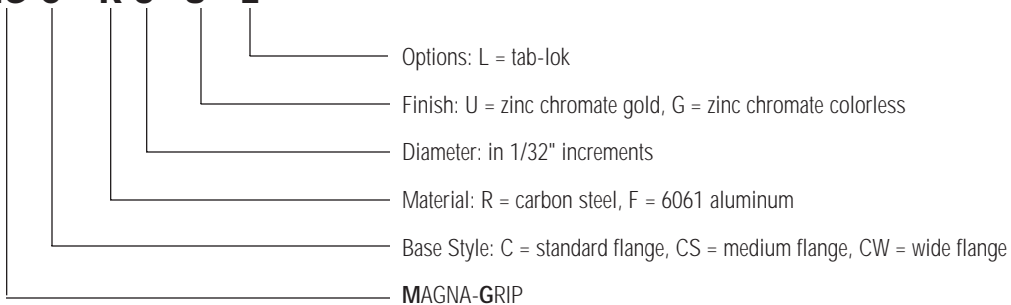 Options: L = tab-lok
Finish: U = zinc chromate gold, G = zinc chromate colorless
Diameter: in 1/32" increments
Material: R = carbon steel, F = 6061 aluminum
Base Style: C = standard flange, CS = medium flange, CW = wide flange
MAGNA-GRIP